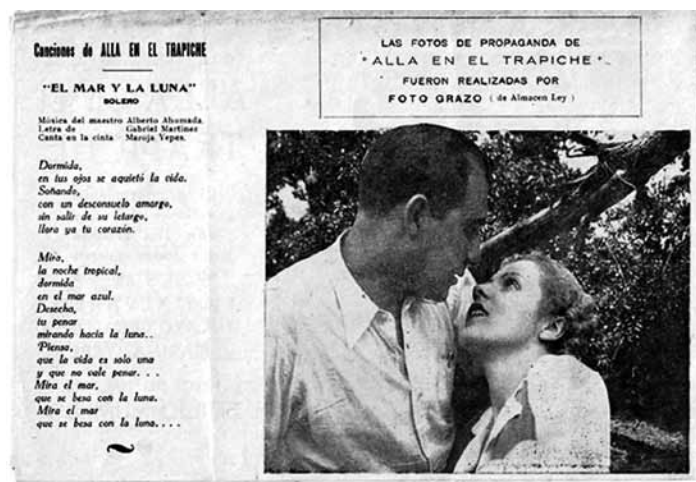 Canciones de ALLA EN EL TRAPICHE
"EL MAR Y LA LUNA"
BOLERO
Música del maestro Alberto Ahumada.
Letra de Gabriel Martinez
Canta en la cinta Maruja Yepes.
Dormida,
en tus ojos se aquietó la vida.
Soñando,
con un desconsuelo amargo,
sin salir de su letargo,
llora ya tu corazón.
Mira,
la noche tropical,
dormida
en el mar azul.
Desecha,
tu penar
mirando hacia la luna..
Piensa,
que la vida es solo una
y que no vale penar. . .
Mira el mar,
que se besa con la luna.
Mira el mar
que se besa con la luna. . . .
LAS FOTOS DE PROPAGANDA DE
"ALLA EN EL TRAPICHE"
FUERON REALIZADAS POR
FOTO GRAZO ( de Almacen Ley )